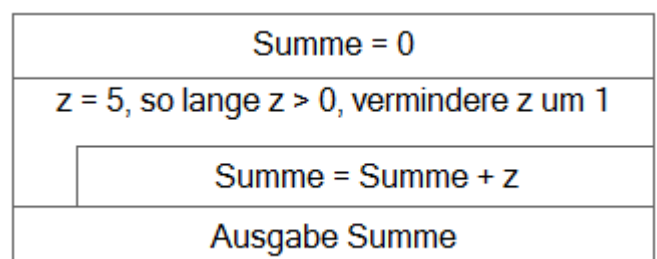 Summe = 0
z = 5, so lange z > 0, vermindere z um 1
Summe = Summe + z
Ausgabe Summe